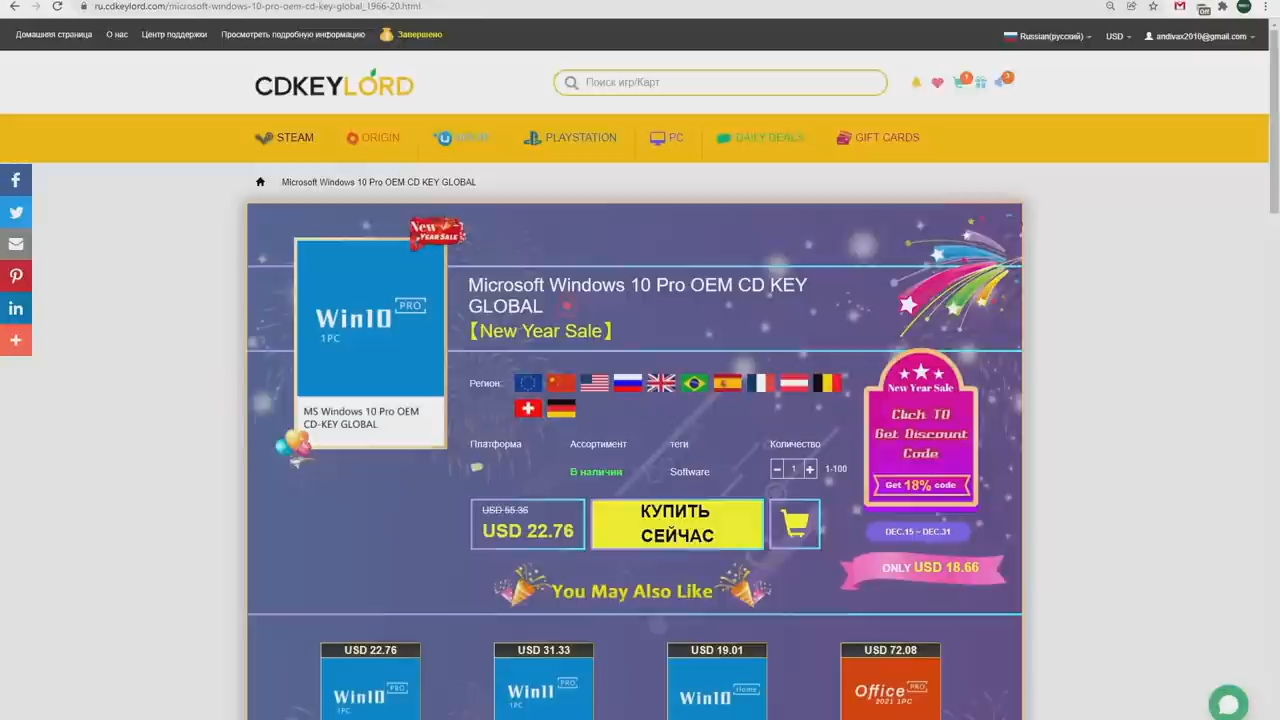 ru.cdkeylord.com/microsoft-windows-10-pro-oem-cd-key-global_1966-20.html
Off
Домашняя страница О нас Центр поддержки Просмотреть подробную информацию Завершено
Russian(русский) USD andivax2010@gmail.com
CDKEYLORD
Поиск игр/Карт
STEAM ORIGIN PLAYSTATION PC DAILY DEALS GIFT CARDS
Microsoft Windows 10 Pro OEM CD KEY GLOBAL
New
YEAR SALE
Win10 PRO
1PC
MS Windows 10 Pro OEM
CD-KEY GLOBAL
Microsoft Windows 10 Pro OEM CD KEY
GLOBAL
【New Year Sale】
Регион:
Платформа Ассортимент теги Количество
В наличии Software 1 1-100
USD 55.36
USD 22.76
КУПИТЬ
СЕЙЧАС
New Year Sale
Click TO
Get Discount
Code
Get 18% code
DEC.15 ~ DEC.31
ONLY USD 18.66
You May Also Like
USD 22.76 USD 31.33 USD 19.01 USD 72.08
Win10 PRO
1PC
Win11 PRO
1PC
Win10 Home
1PC
Office PRO
2021 1PC